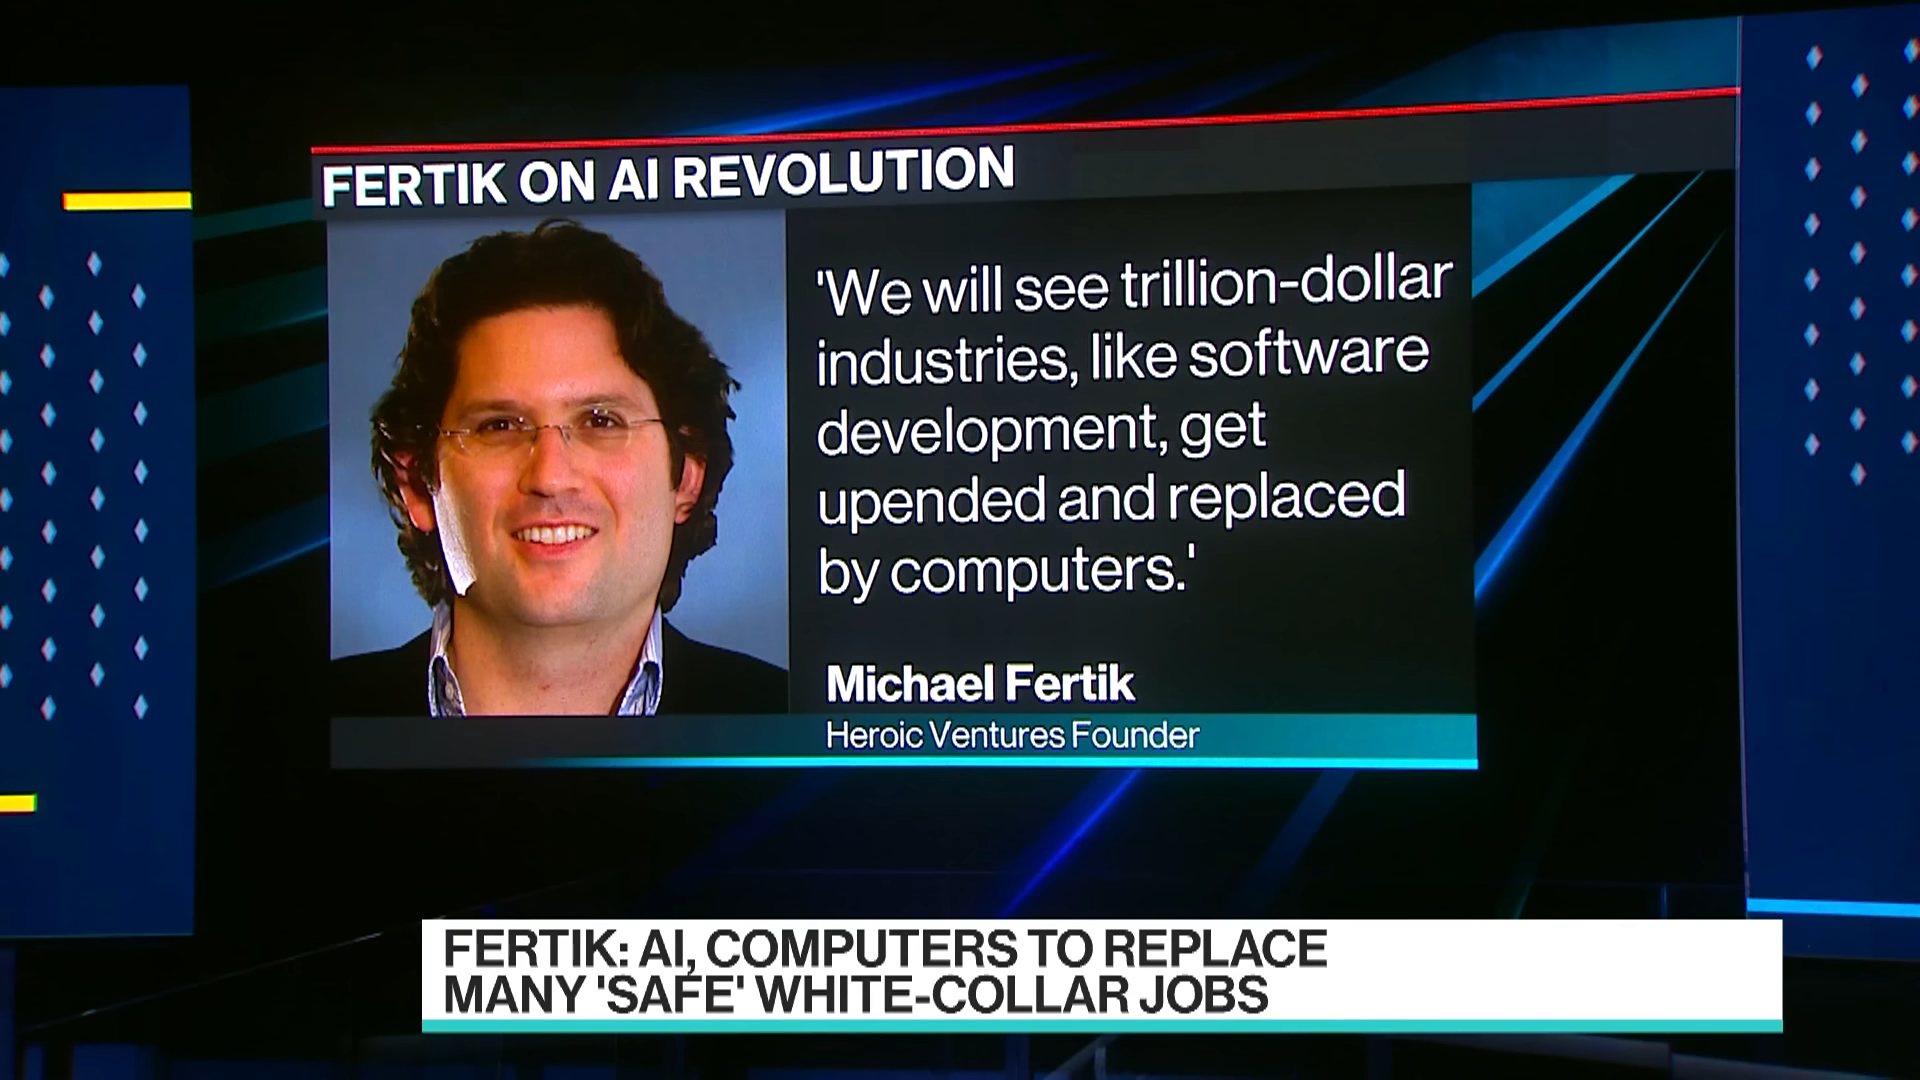 FERTIK ON AI REVOLUTION
'We will see trillion-dollar
industries, like software
development, get
upended and replaced
by computers.'
Michael Fertik
Heroic Ventures Founder
FERTIK: AI, COMPUTERS TO REPLACE
MANY 'SAFE' WHITE-COLLAR JOBS